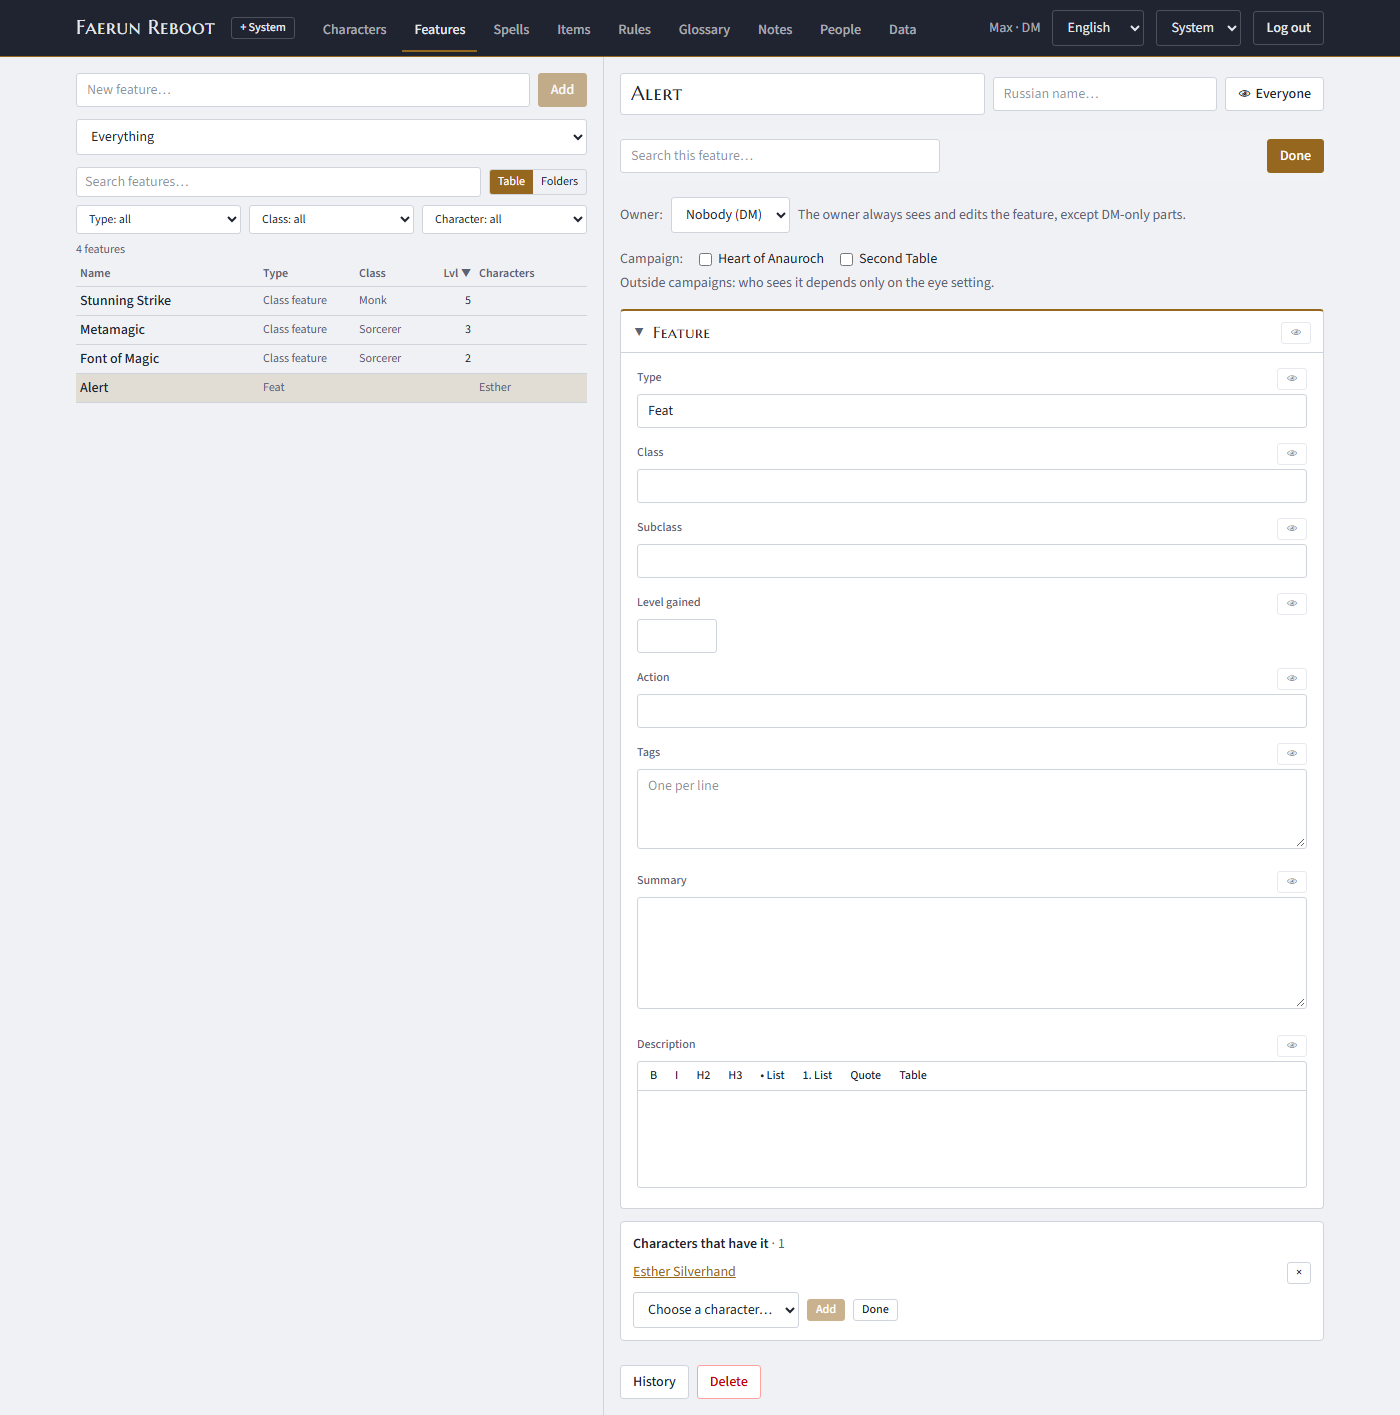 Faerun Reboot
+ System
Characters
Features
Spells
Items
Rules
Glossary
Notes
People
Data
Max · DM
English
System
Log out
New feature…
Add
Everything
Search features…
Table
Folders
Type: all
Class: all
Character: all
4 features
Name Type Class Lvl ▼ Characters
Stunning Strike Class feature Monk 5
Metamagic Class feature Sorcerer 3
Font of Magic Class feature Sorcerer 2
Alert Feat Esther
Alert
Russian name…
Everyone
Search this feature…
Done
Owner: Nobody (DM) The owner always sees and edits the feature, except DM-only parts.
Campaign: Heart of Anauroch Second Table
Outside campaigns: who sees it depends only on the eye setting.
▼ Feature
Type
Feat
Class
Subclass
Level gained
Action
Tags
One per line
Summary
Description
B I H2 H3 • List 1. List Quote Table
Characters that have it · 1
Esther Silverhand
×
Choose a character… Add Done
History Delete